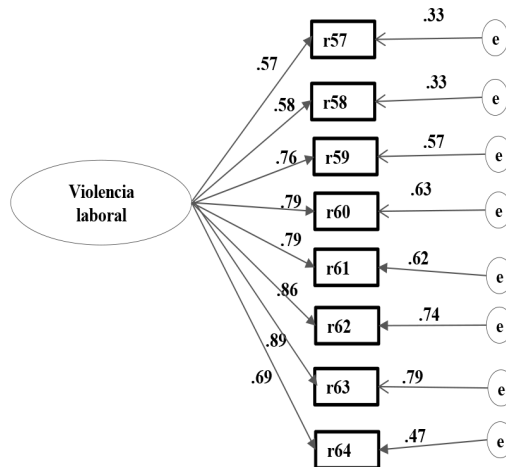 .33
.57
r57
e
.58
.33
r58
e
.76
.57
r59
e
Violencia
laboral
.79
.63
r60
e
.79
.62
r61
e
.86
.74
r62
e
.89
.79
r63
e
.69
.47
r64
e